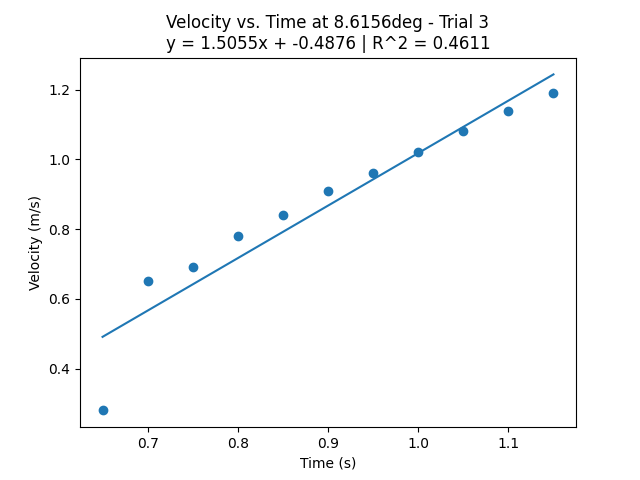 Velocity vs. Time at 8.6156deg - Trial 3
y = 1.5055x + -0.4876 | R^2 = 0.4611
1.2
1.0
0.8
0.6
0.4
Velocity (m/s)
0.7 0.8 0.9 1.0 1.1
Time (s)